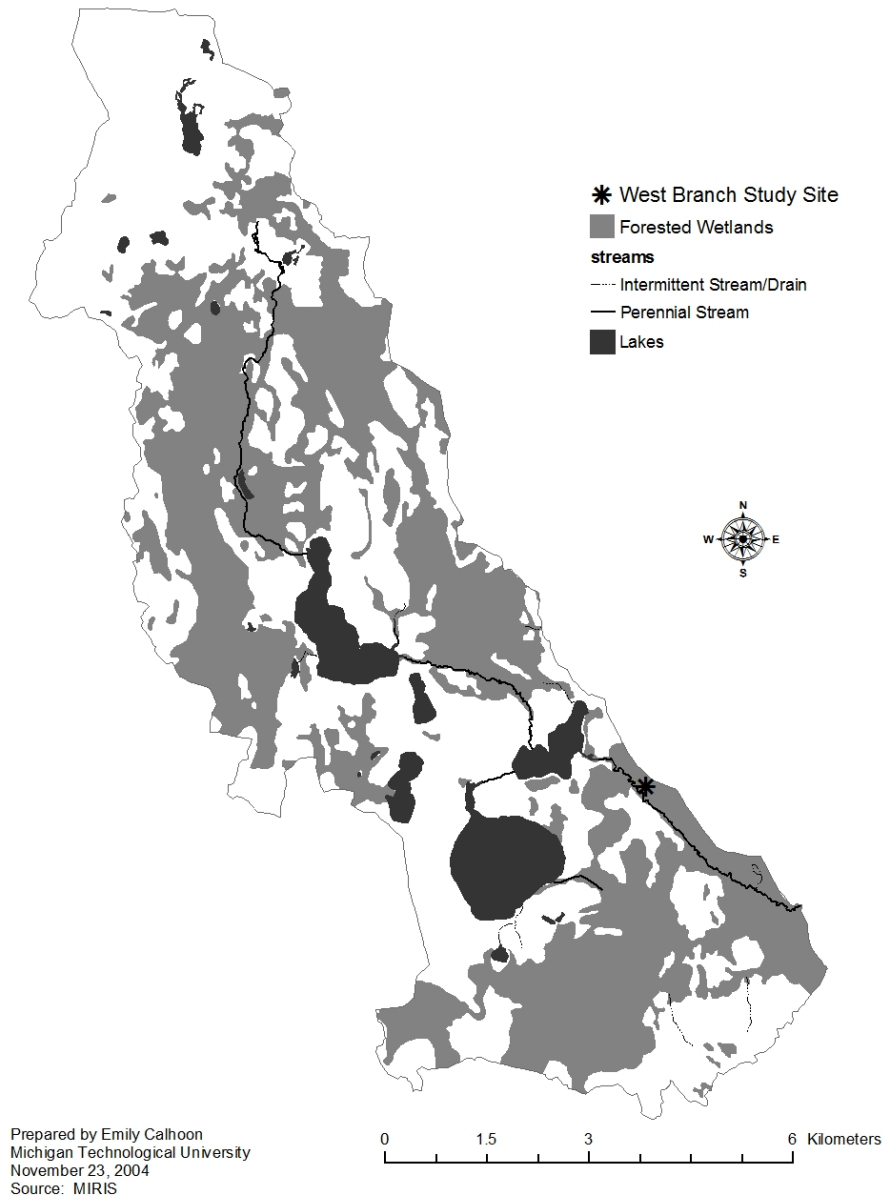 West Branch Study Site
Forested Wetlands
streams
Intermittent Stream/Drain
Perennial Stream
Lakes
N
W E
S
Prepared by Emily Calhoon
Michigan Technological University
November 23, 2004
Source: MIRIS
0 1.5 3 6 Kilometers